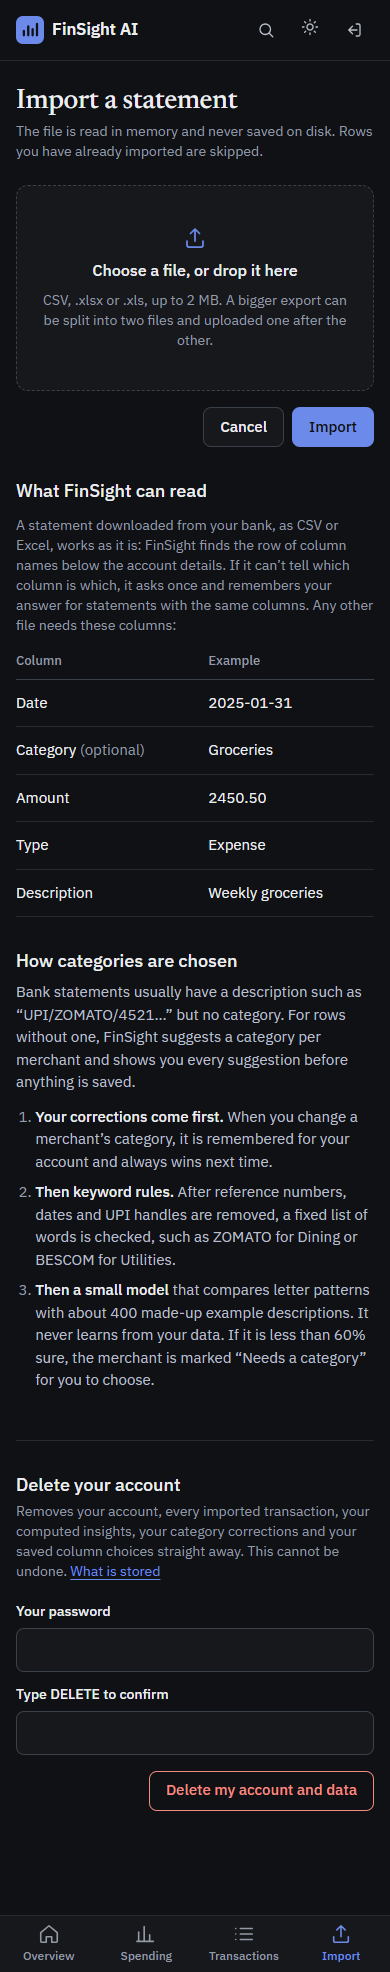 FinSight AI
Import a statement
The file is read in memory and never saved on disk. Rows
you have already imported are skipped.
Choose a file, or drop it here
CSV, .xlsx or .xls, up to 2 MB. A bigger export can
be split into two files and uploaded one after the
other.
Cancel Import
What FinSight can read
A statement downloaded from your bank, as CSV or
Excel, works as it is: FinSight finds the row of column
names below the account details. If it can’t tell which
column is which, it asks once and remembers your
answer for statements with the same columns. Any other
file needs these columns:
Column Example
Date 2025-01-31
Category (optional) Groceries
Amount 2450.50
Type Expense
Description Weekly groceries
How categories are chosen
Bank statements usually have a description such as
“UPI/ZOMATO/4521…” but no category. For rows
without one, FinSight suggests a category per
merchant and shows you every suggestion before
anything is saved.
1. Your corrections come first. When you change a
merchant’s category, it is remembered for your
account and always wins next time.
2. Then keyword rules. After reference numbers,
dates and UPI handles are removed, a fixed list of
words is checked, such as ZOMATO for Dining or
BESCOM for Utilities.
3. Then a small model that compares letter patterns
with about 400 made-up example descriptions. It
never learns from your data. If it is less than 60%
sure, the merchant is marked “Needs a category”
for you to choose.
Delete your account
Removes your account, every imported transaction, your
computed insights, your category corrections and your
saved column choices straight away. This cannot be
undone. What is stored
Your password
Type DELETE to confirm
Delete my account and data
Overview Spending Transactions Import